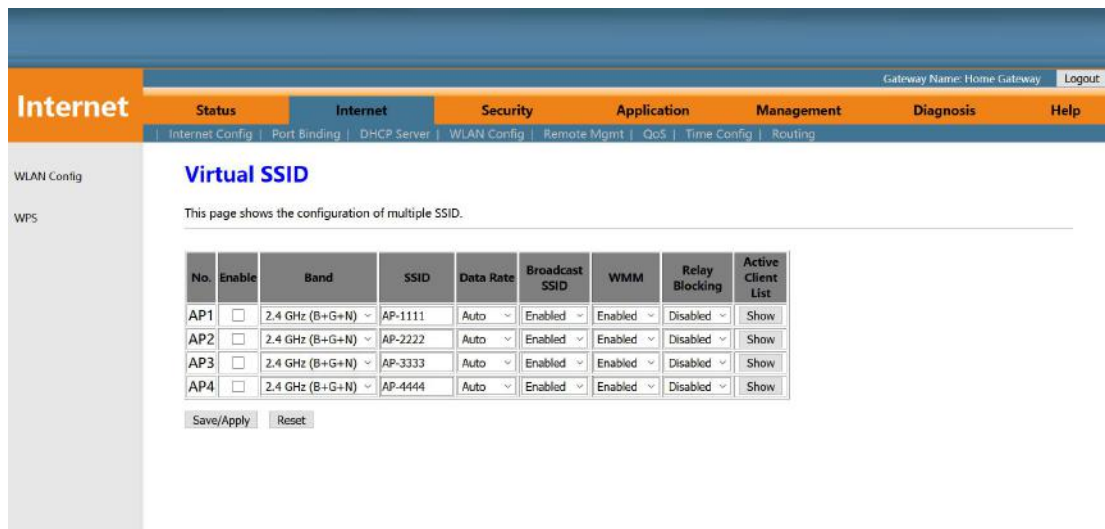 Gateway Name: Home Gateway Logout
Internet
Status Internet Security Application Management Diagnosis Help
| Internet Config | Port Binding | DHCP Server | WLAN Config | Remote Mgmt | QoS | Time Config | Routing
WLAN Config
WPS
Virtual SSID
This page shows the configuration of multiple SSID.
No. Enable Band SSID Data Rate Broadcast SSID WMM Relay Blocking Active Client List
AP1 2.4 GHz (B+G+N) AP-1111 Auto Enabled Enabled Disabled Show
AP2 2.4 GHz (B+G+N) AP-2222 Auto Enabled Enabled Disabled Show
AP3 2.4 GHz (B+G+N) AP-3333 Auto Enabled Enabled Disabled Show
AP4 2.4 GHz (B+G+N) AP-4444 Auto Enabled Enabled Disabled Show
Save/Apply Reset